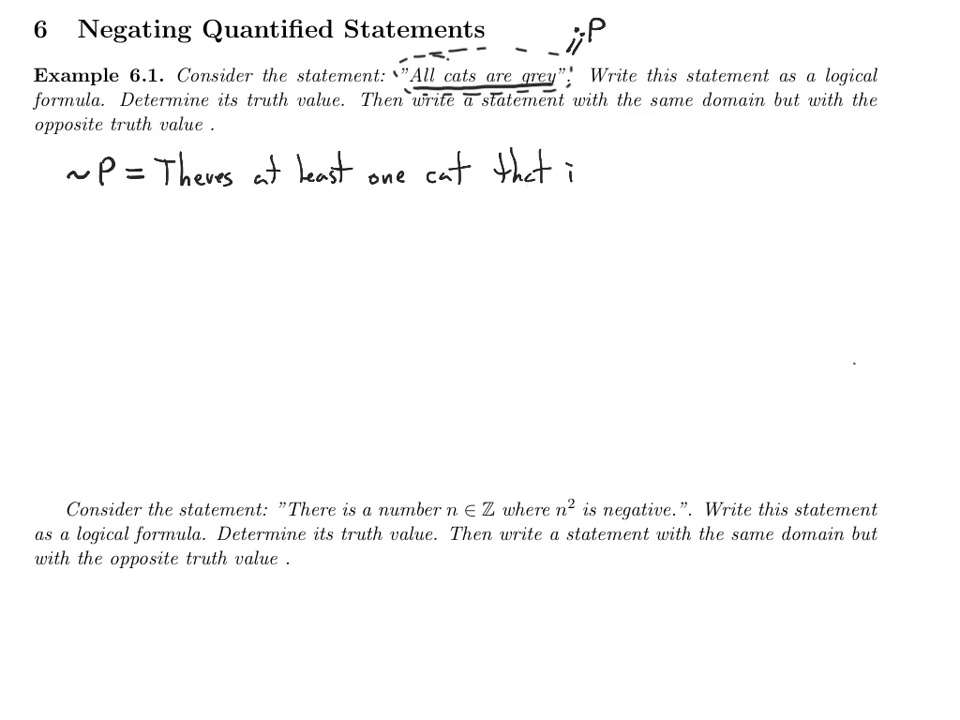 6 Negating Quantified Statements
P
Example 6.1. Consider the statement: "All cats are grey". Write this statement as a logical
formula. Determine its truth value. Then write a statement with the same domain but with the
opposite truth value .
~P = Theres at least one cat that i
Consider the statement: "There is a number n ∈ ℤ where n² is negative.". Write this statement
as a logical formula. Determine its truth value. Then write a statement with the same domain but
with the opposite truth value .